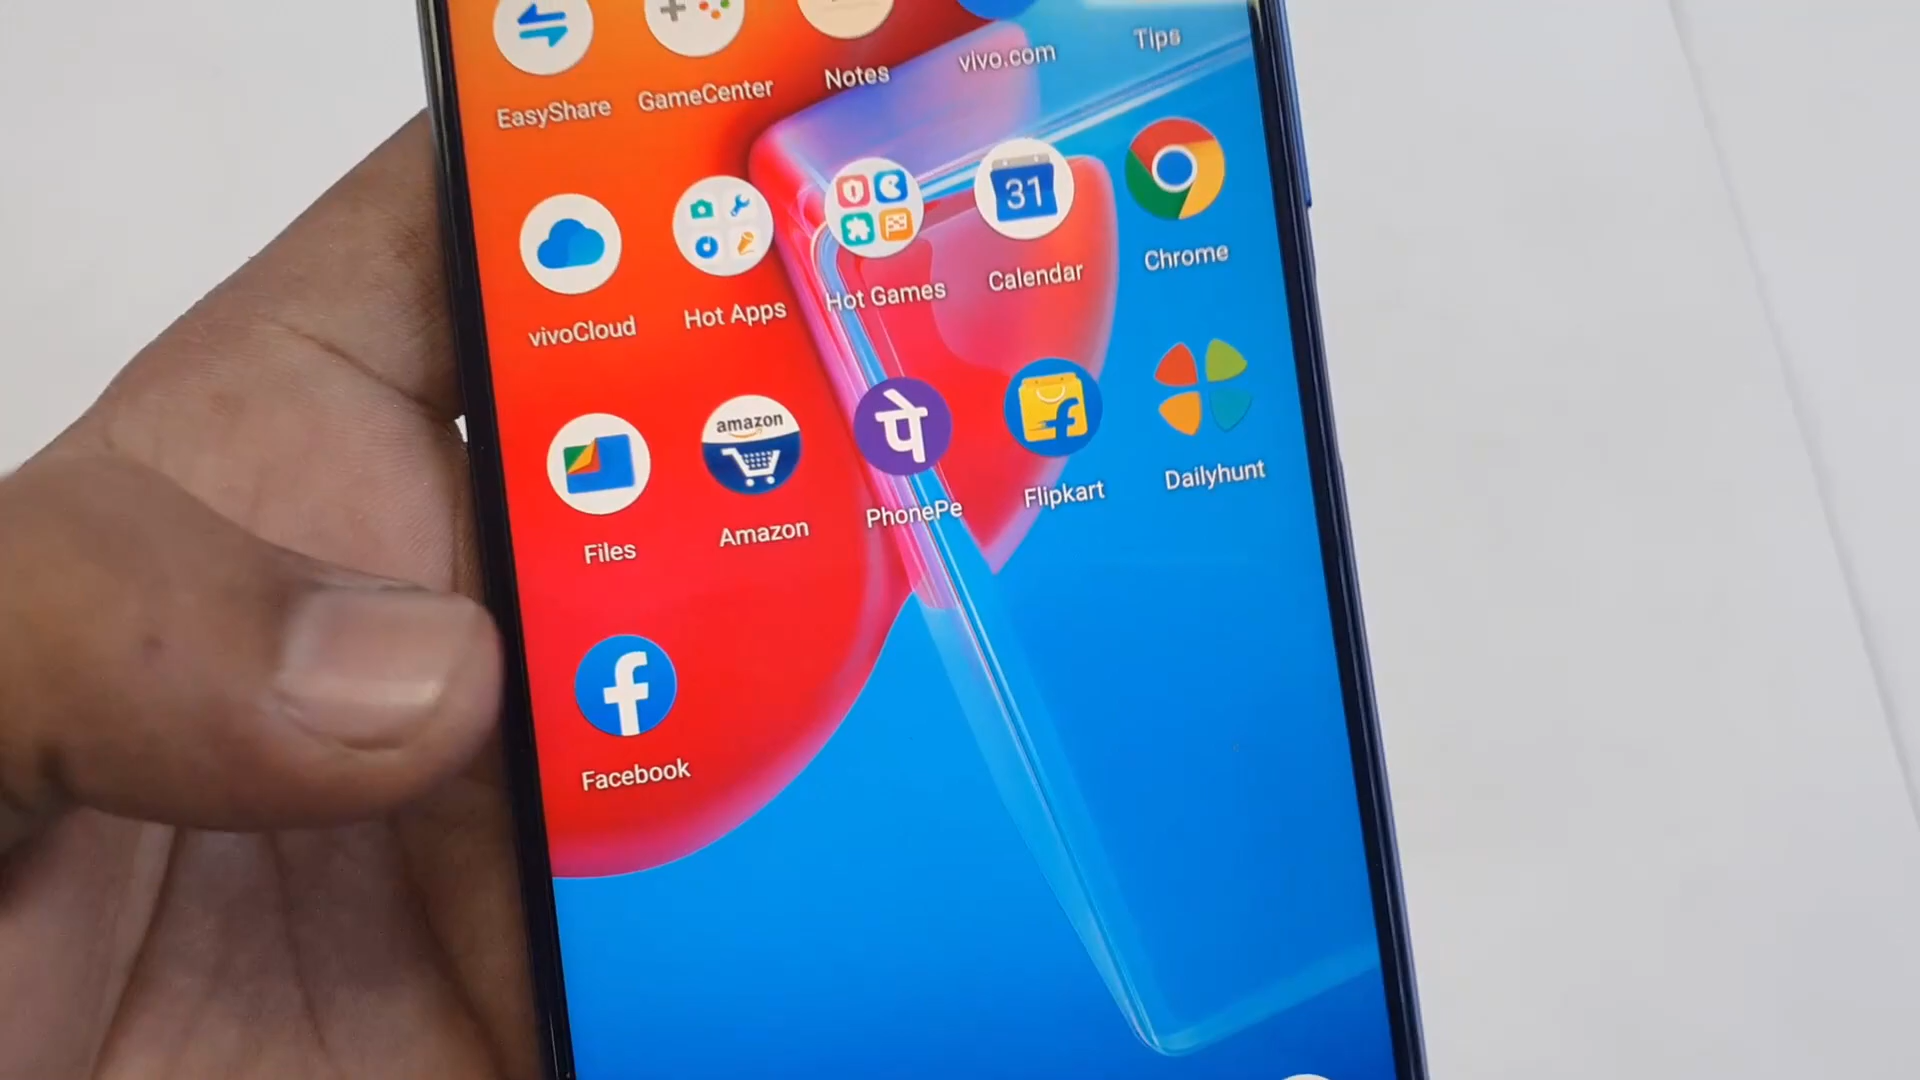 EasyShare GameCenter Notes vivo.com Tips
31
vivoCloud Hot Apps Hot Games Calendar Chrome
amazon पे f
Files Amazon PhonePe Flipkart Dailyhunt
f
Facebook